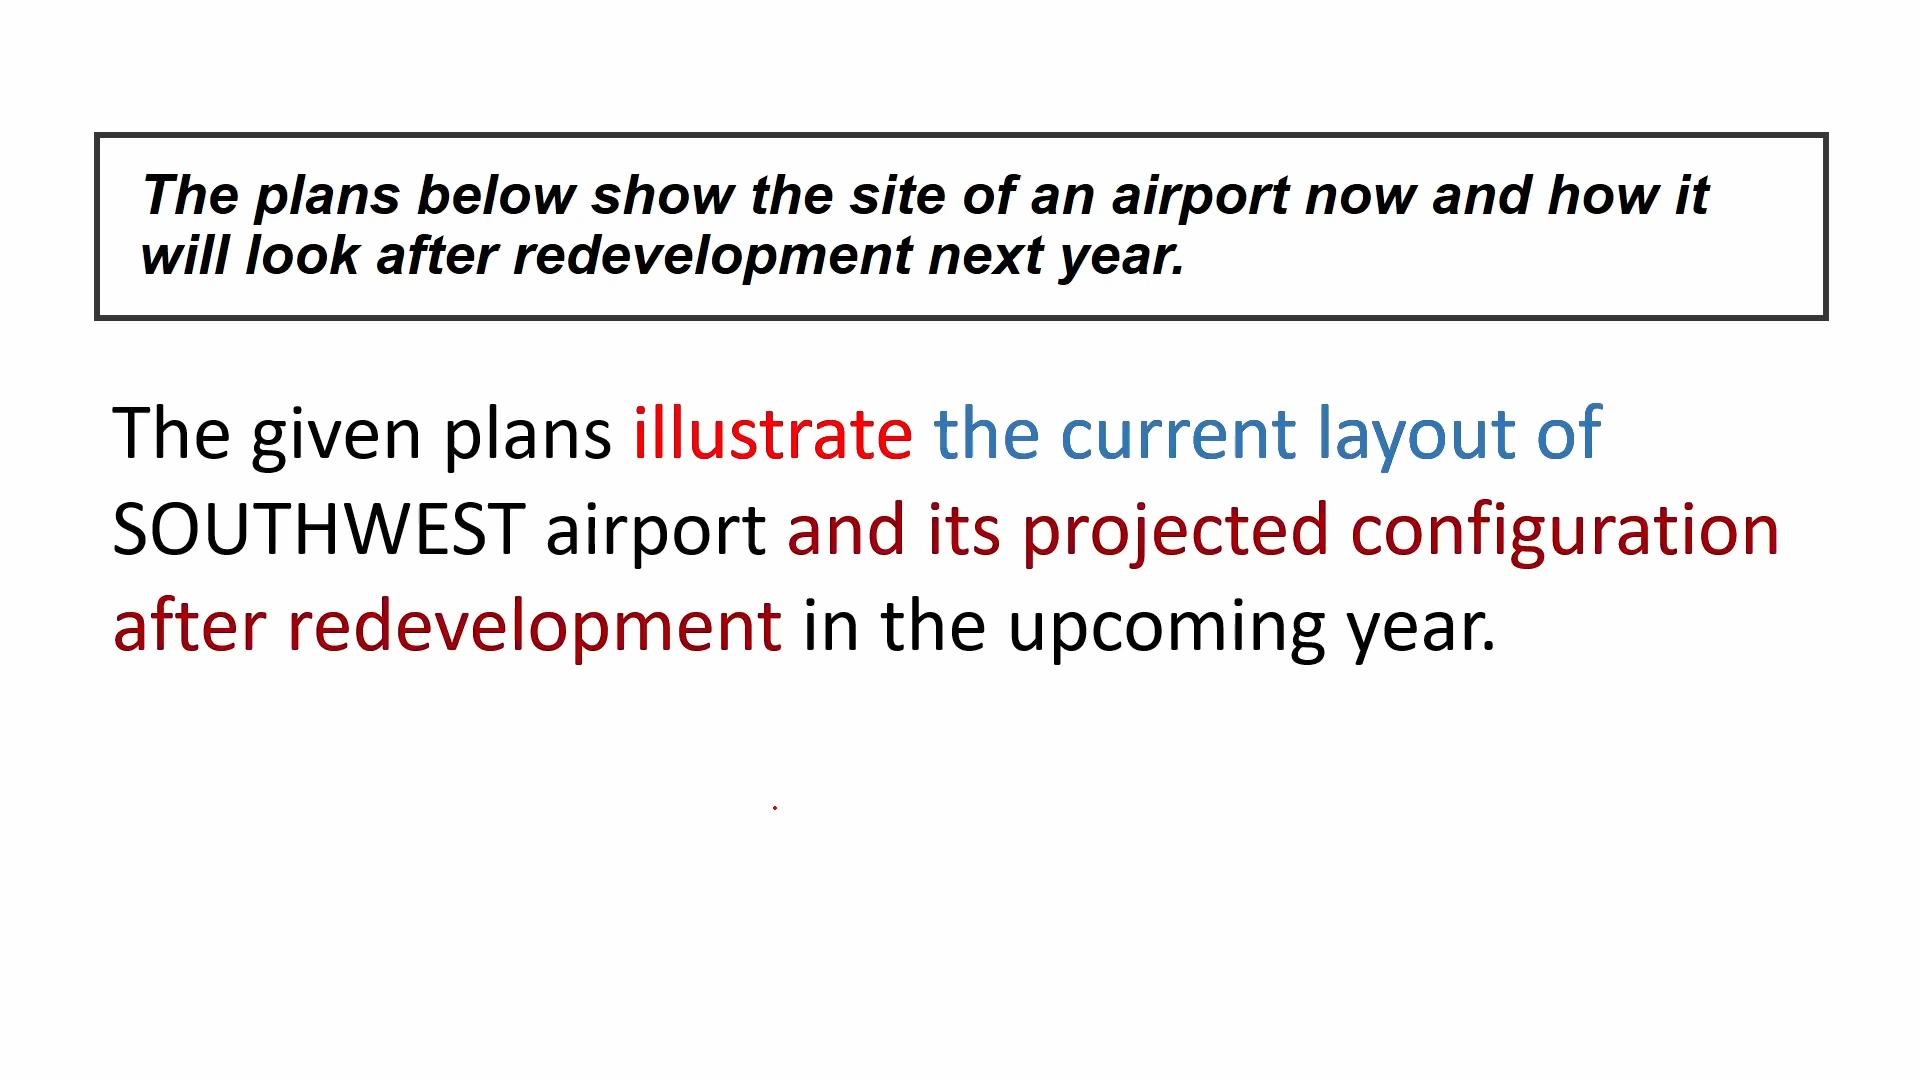 The plans below show the site of an airport now and how it
will look after redevelopment next year.
The given plans illustrate the current layout of
SOUTHWEST airport and its projected configuration
after redevelopment in the upcoming year.